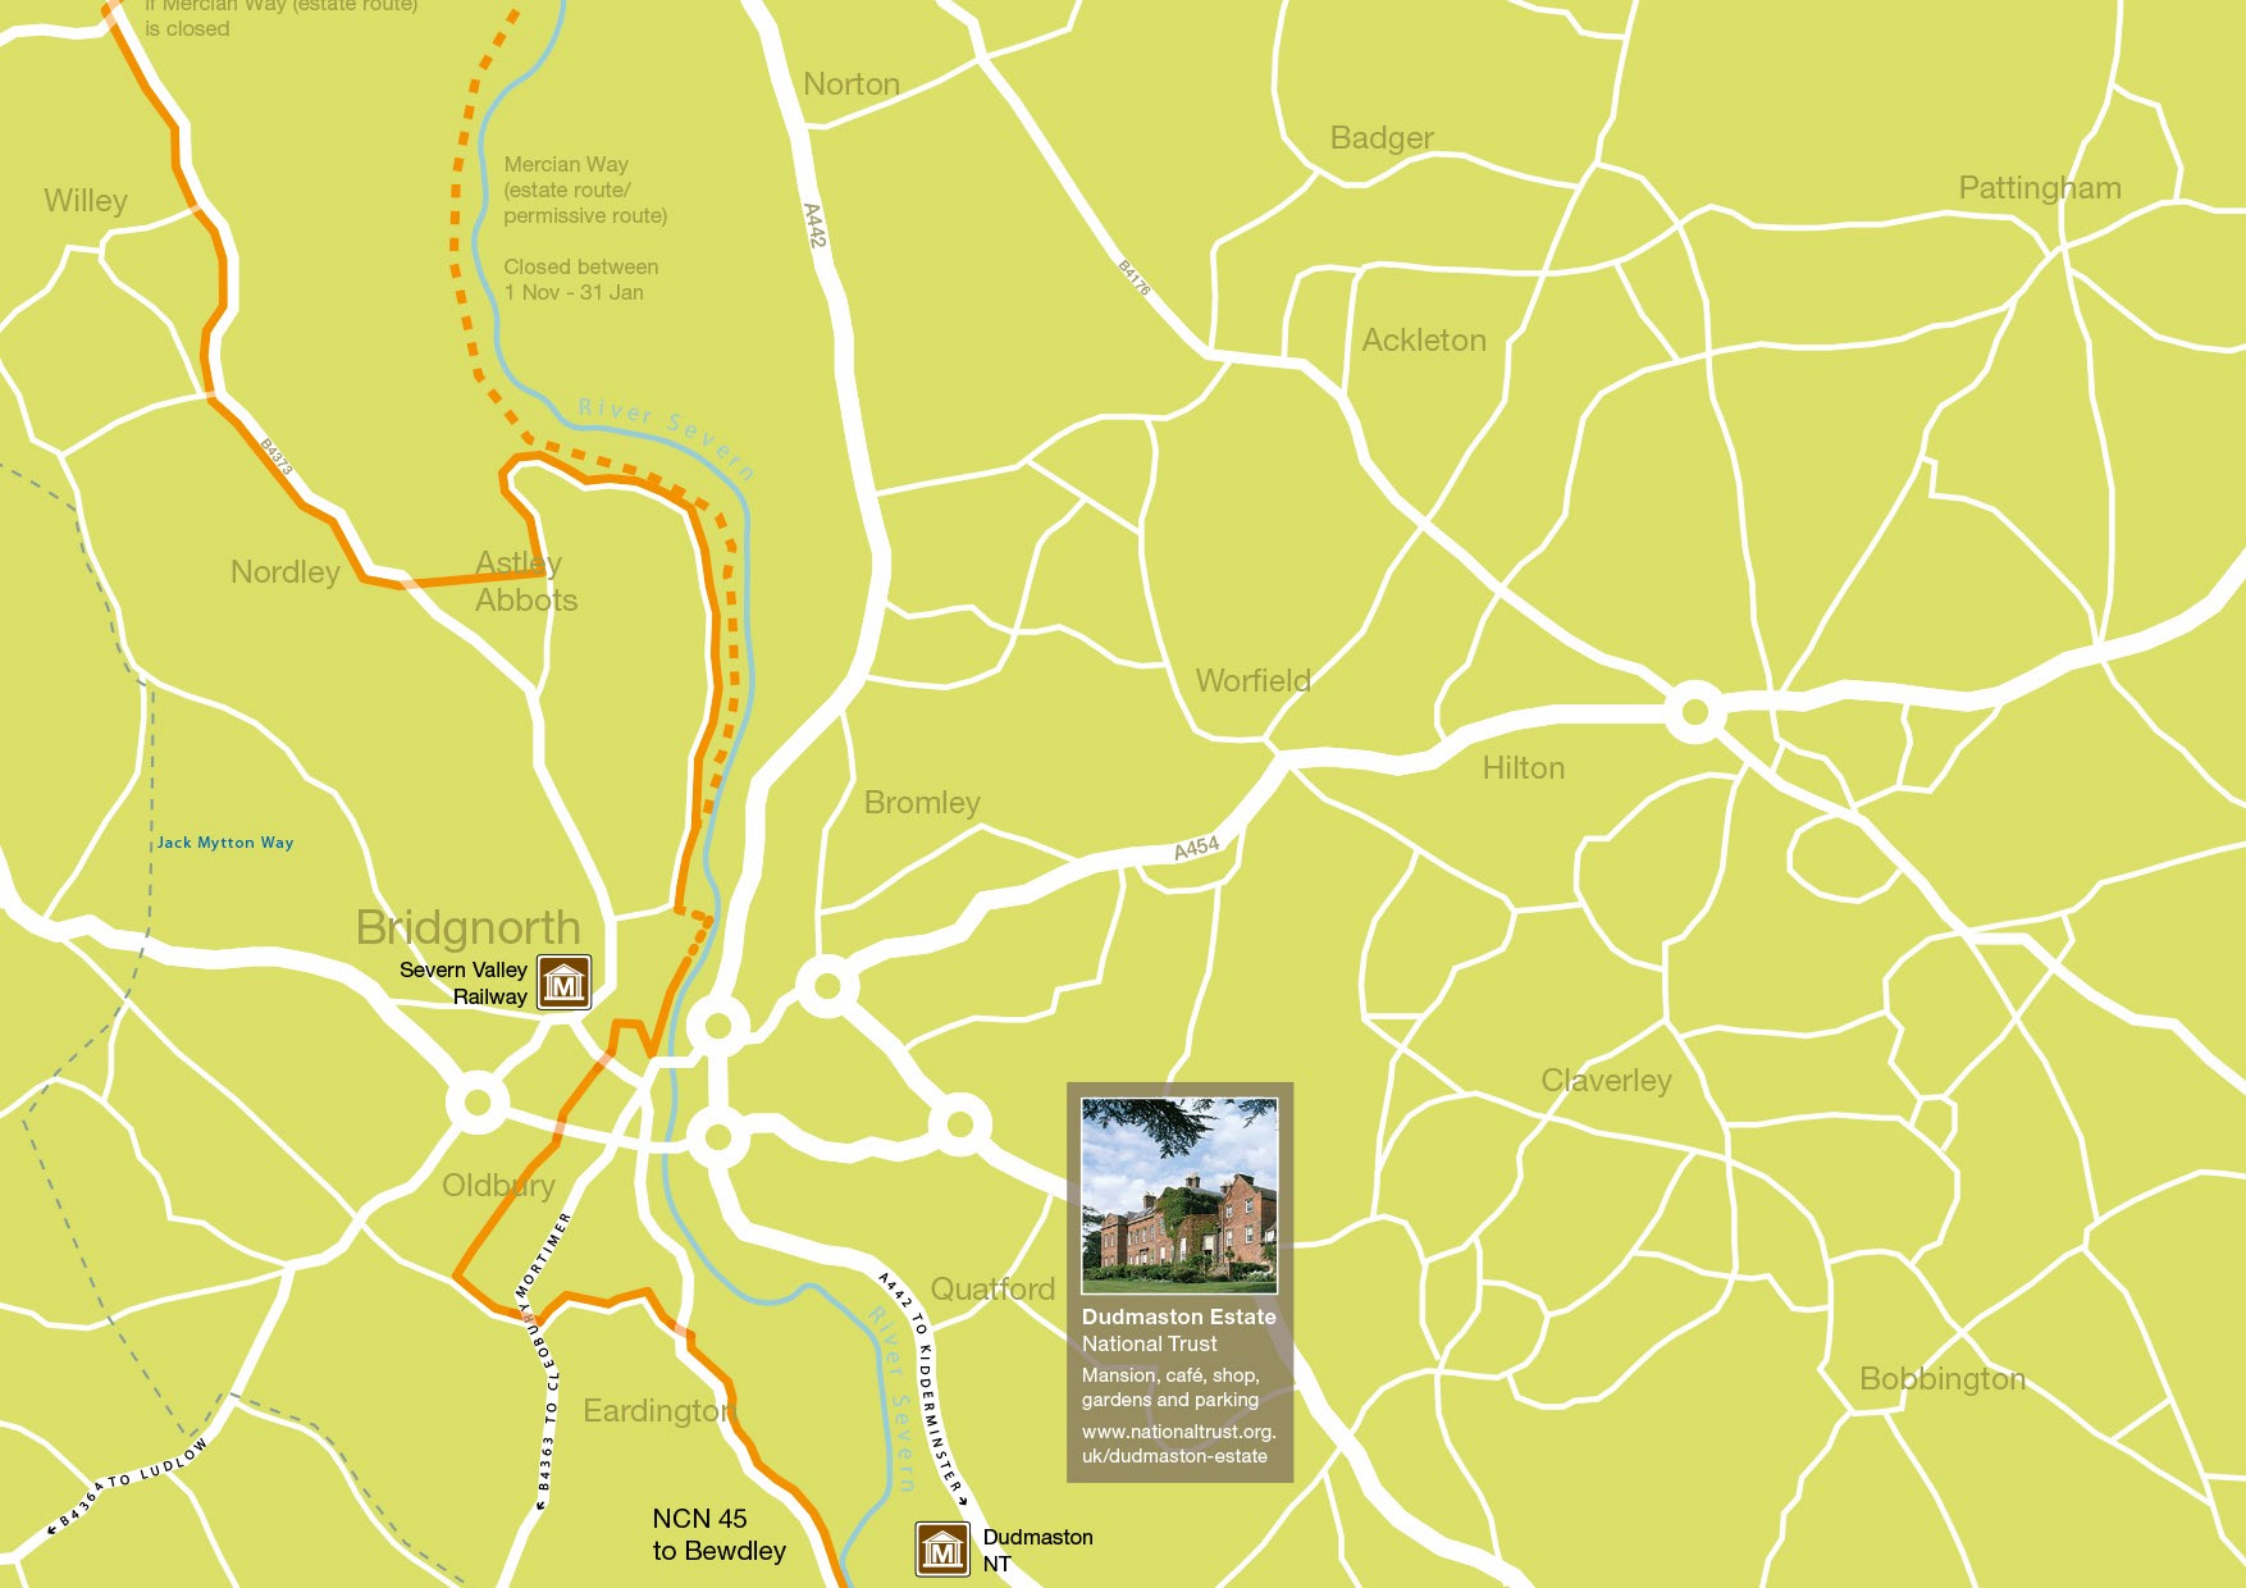 if Mercian Way (estate route)
is closed
Norton
Badger
Pattingham
Willey
Mercian Way
(estate route/
permissive route)
Closed between
1 Nov - 31 Jan
A442
B4176
Ackleton
River Severn
B4373
Nordley
Astley
Abbots
Worfield
Hilton
Bromley
A454
Jack Mytton Way
Bridgnorth
Severn Valley
Railway
M
Claverley
Oldbury
Quatford
Dudmaston Estate
National Trust
Mansion, café, shop,
gardens and parking
www.nationaltrust.org.
uk/dudmaston-estate
Bobbington
Eardington
B4363 TO CLEOBURY MORTIMER
A442 TO KIDDERMINSTER
River Severn
B4364 TO LUDLOW
NCN 45
to Bewdley
M
Dudmaston
NT